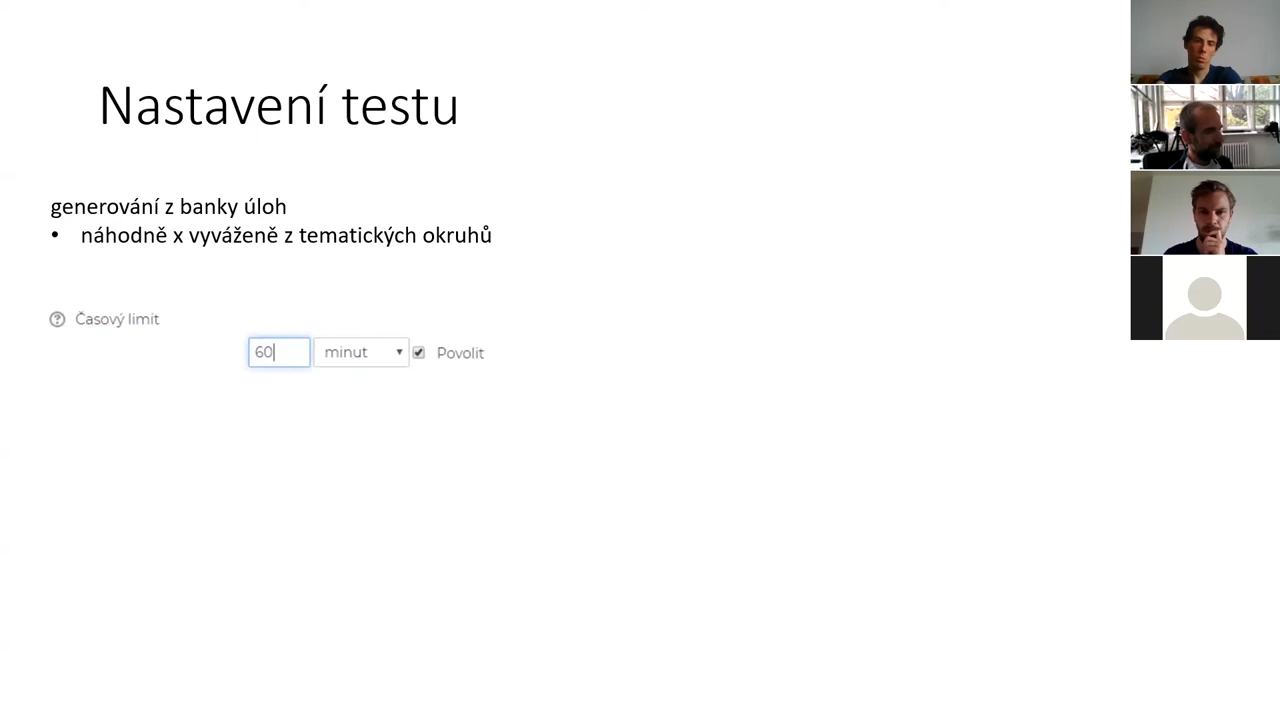 Nastavení testu
generování z banky úloh
• náhodně x vyváženě z tematických okruhů
Časový limit
60 minut Povolit